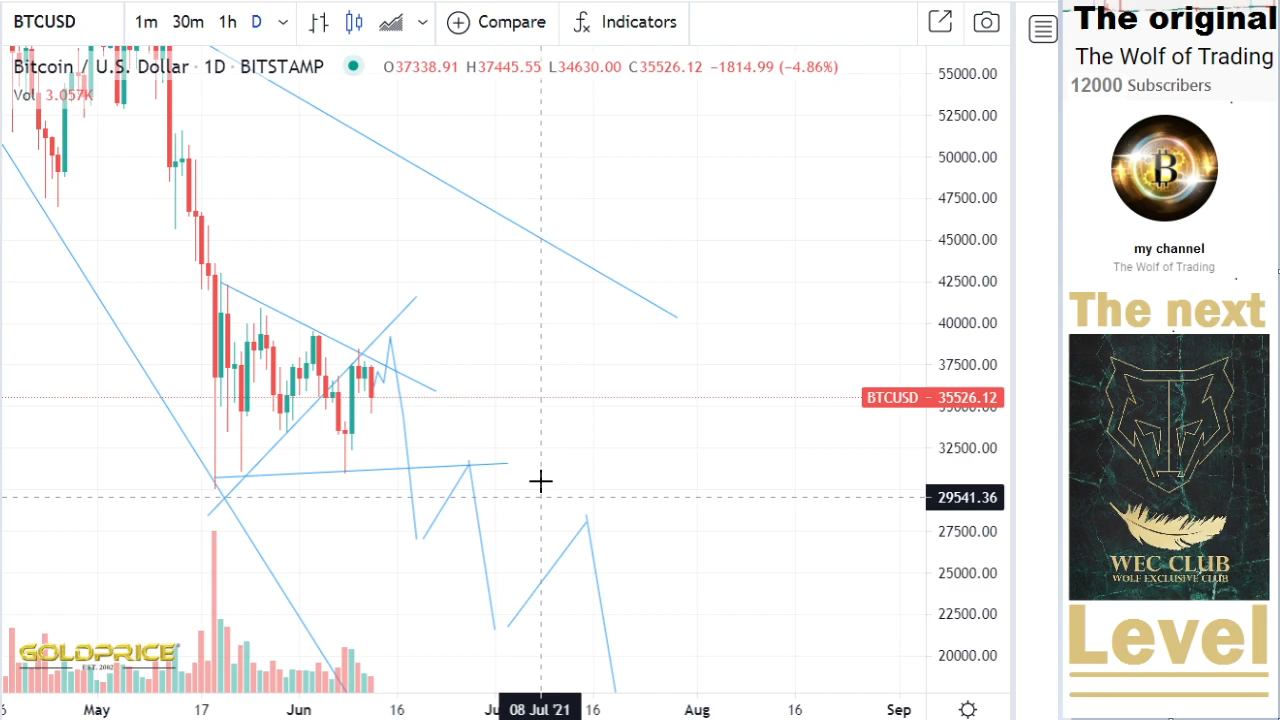 BTCUSD 1m 30m 1h D Compare Indicators
Bitcoin / U.S. Dollar · 1D · BITSTAMP O37338.91 H37445.55 L34630.00 C35526.12 −1814.99 (−4.86%)
Vol 3.057K
55000.00
52500.00
50000.00
47500.00
45000.00
42500.00
40000.00
37500.00
BTCUSD 35526.12
35000.00
32500.00
29541.36
27500.00
25000.00
22500.00
20000.00
GOLDPRICE
EST. 2002
May 17 Jun 16 08 Jul '21 16 Aug 16 Sep
The original
The Wolf of Trading
12000 Subscribers
B
my channel
The Wolf of Trading
The next
WEC CLUB
WOLF EXCLUSIVE CLUB
Level